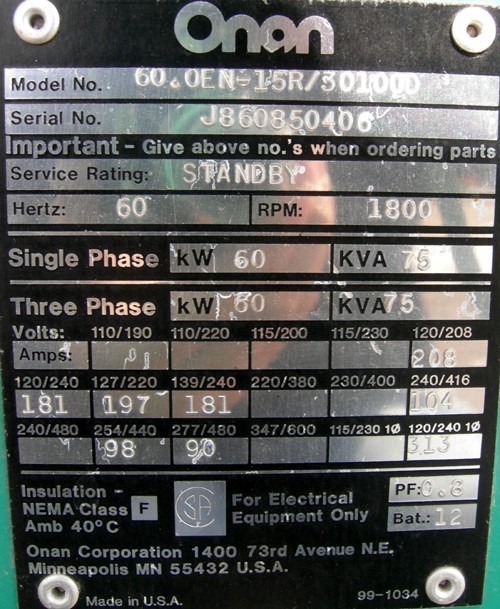 Onan
Model No. 60.0EN-15R/301000
Serial No. J860850406
Important - Give above no.'s when ordering parts
Service Rating: STANDBY
Hertz: 60 RPM: 1800
Single Phase kW 60 KVA 75
Three Phase kW 60 KVA 75
Volts: 110/190 110/220 115/200 115/230 120/208
Amps: 208
120/240 127/220 139/240 220/380 230/400 240/416
181 197 181 104
240/480 254/440 277/480 347/600 115/230 1Ø 120/240 1Ø
98 90 313
Insulation - NEMA Class F Amb 40°C
SA For Electrical Equipment Only
PF: 0.8
Bat.: 12
Onan Corporation 1400 73rd Avenue N.E.
Minneapolis MN 55432 U.S.A.
Made in U.S.A. 99-1034